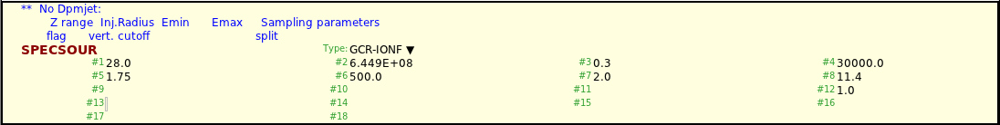 ** No Dpmjet:
Z range Inj.Radius Emin Emax Sampling parameters
flag vert. cutoff split
SPECSOUR Type: GCR-IONF ▼
#1 28.0 #2 6.449E+08 #3 0.3 #4 30000.0
#5 1.75 #6 500.0 #7 2.0 #8 11.4
#9 #10 #11 #12 1.0
#13 #14 #15 #16
#17 #18